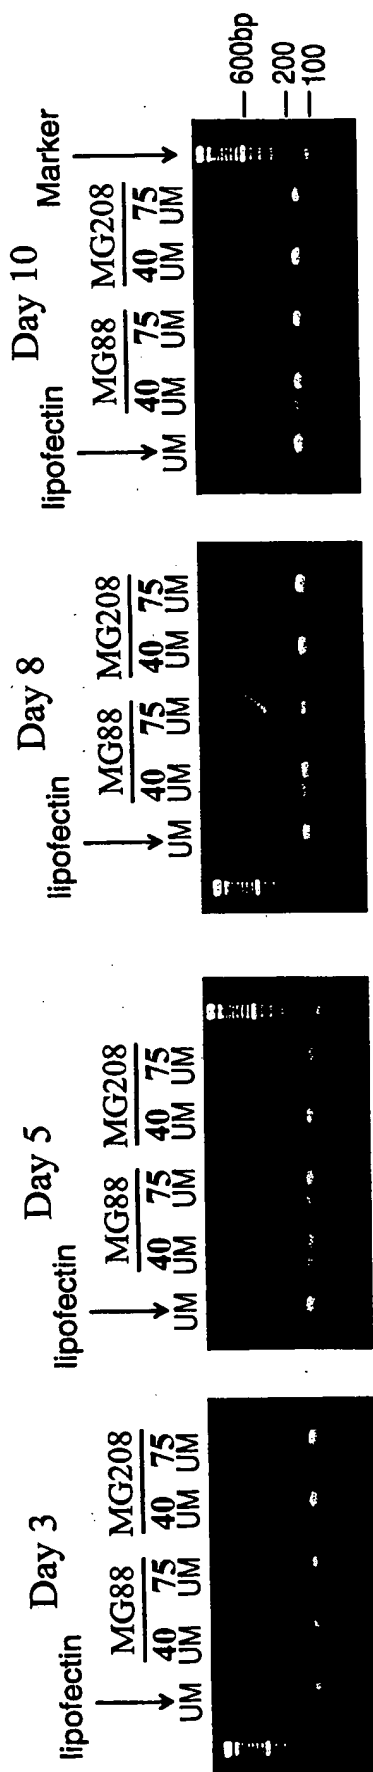 Day 3
lipofectin
MG88 MG208
40 75 40 75
UM UM UM UM UM
Day 5
lipofectin
MG88 MG208
40 75 40 75
UM UM UM UM UM
Day 8
lipofectin
MG88 MG208
40 75 40 75
UM UM UM UM UM
Day 10
lipofectin Marker
MG88 MG208
40 75 40 75
UM UM UM UM UM
600bp
200
100